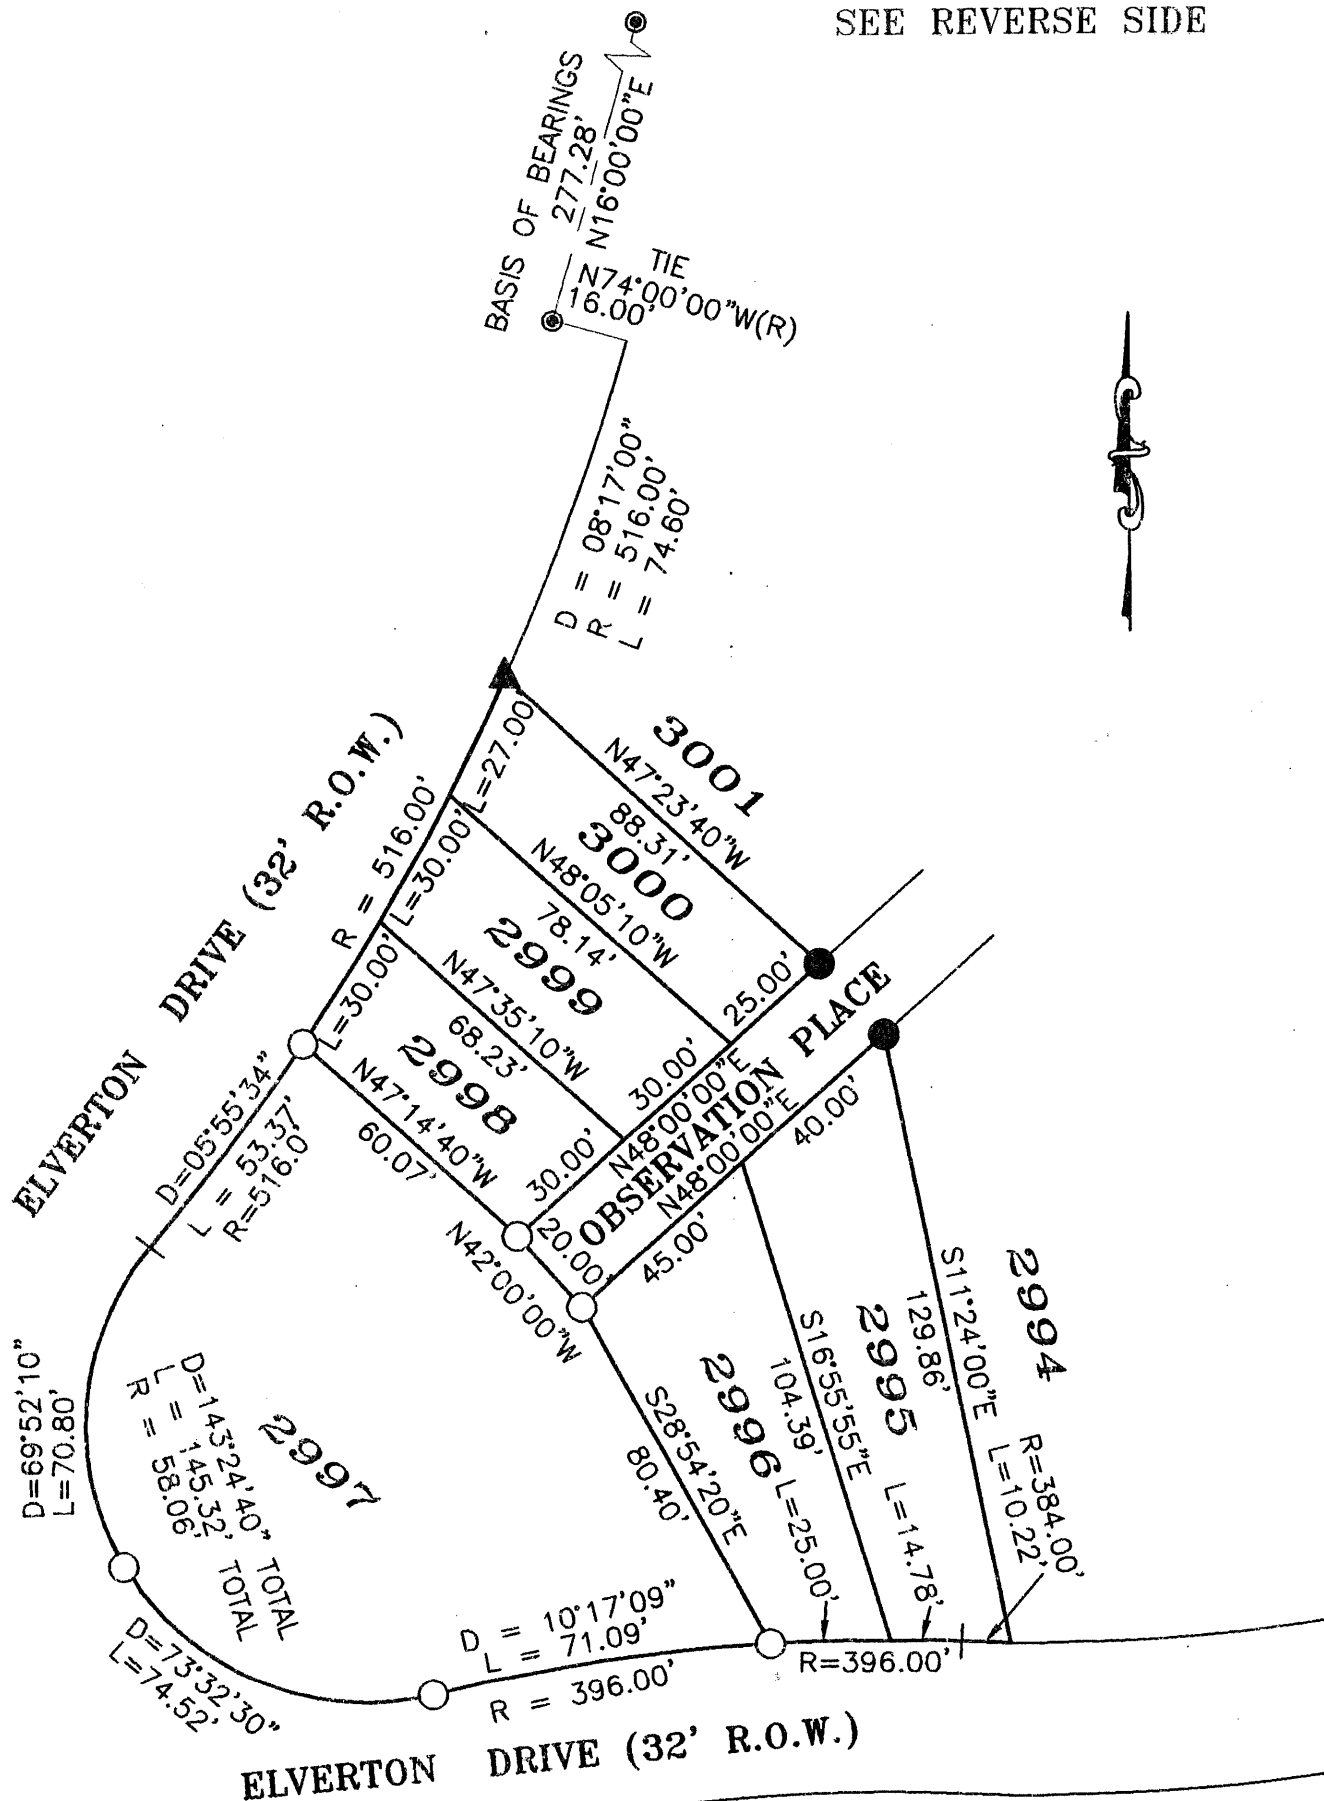 SEE REVERSE SIDE
BASIS OF BEARINGS
277.28'
N16°00'00"E
TIE
N74°00'00"W(R)
16.00'
D = 08°17'00"
R = 516.00'
L = 74.60'
ELVERTON DRIVE (32' R.O.W.)
R = 516.00'
L=27.00'
L=30.00'
L=30.00'
3001
N47°23'40"W
88.31'
3000
N48°05'10"W
78.14'
2999
N47°35'10"W
68.23'
2998
N47°14'40"W
60.07'
25.00'
30.00'
30.00'
N48°00'00"E
OBSERVATION PLACE
N48°00'00"E
40.00'
45.00'
20.00'
N42°00'00"W
D=05°55'34"
L = 53.37'
R=516.0'
D=69°52'10"
L=70.80'
D=143°24'40" TOTAL
L = 145.32' TOTAL
R = 58.06'
2997
D=73°32'30"
L=74.52'
D = 10°17'09"
L = 71.09'
R = 396.00'
S28°54'20"E
80.40'
2996
L=25.00'
S16°55'55"E
104.39'
2995
L=14.78'
S11°24'00"E
129.86'
2994
R=384.00'
L=10.22'
R=396.00'
ELVERTON DRIVE (32' R.O.W.)